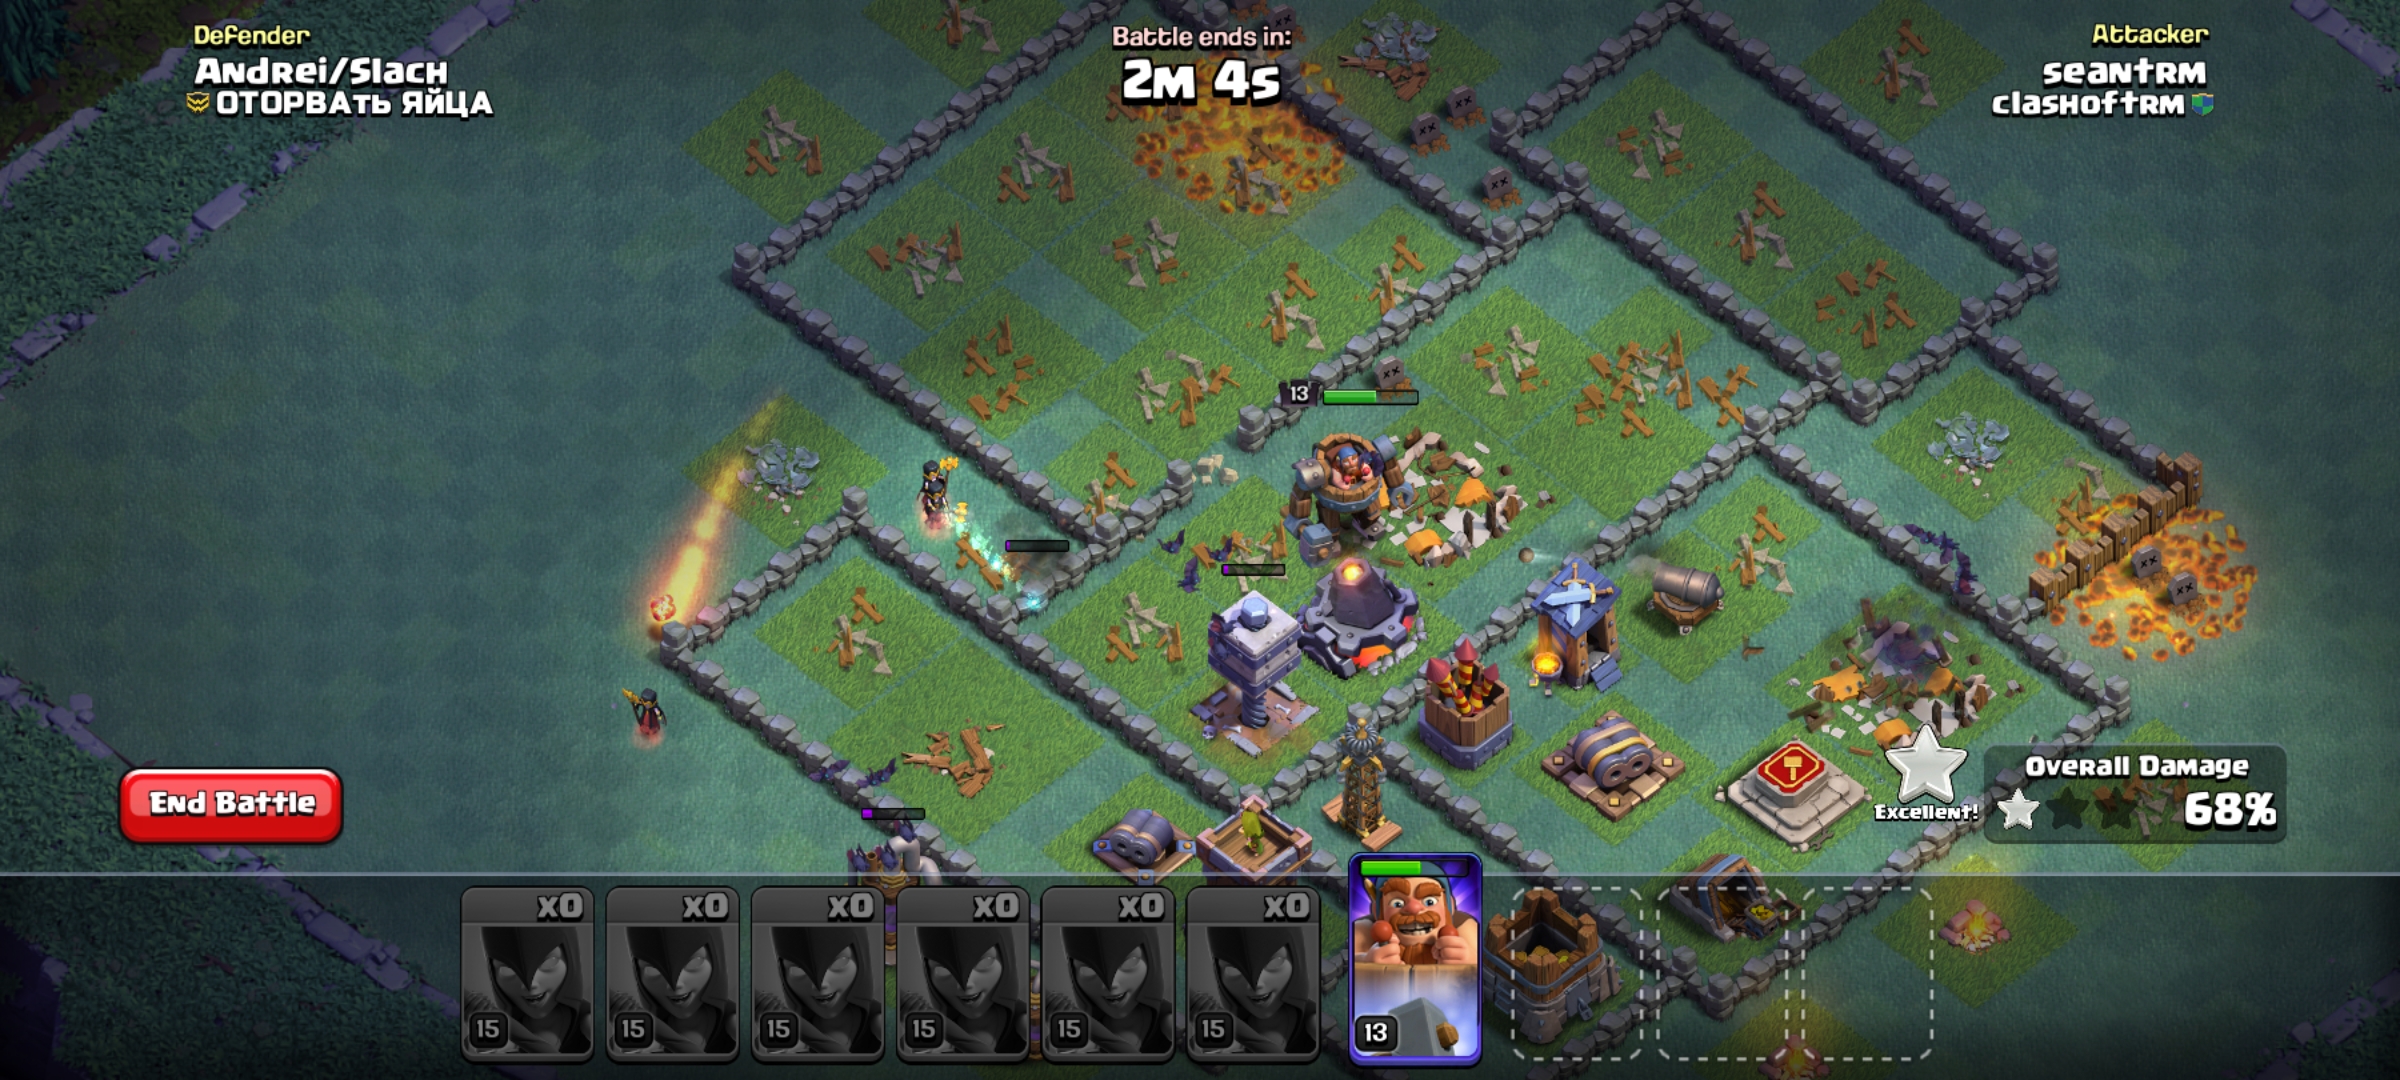 Defender
Andrei/Slach
ОТОРВАть ЯЙЦА
Battle ends in:
2m 4s
Attacker
seantrm
clashoftrm
13
End Battle
Excellent!
Overall Damage
68%
x0
x0
x0
x0
x0
x0
15
15
15
15
15
15
13